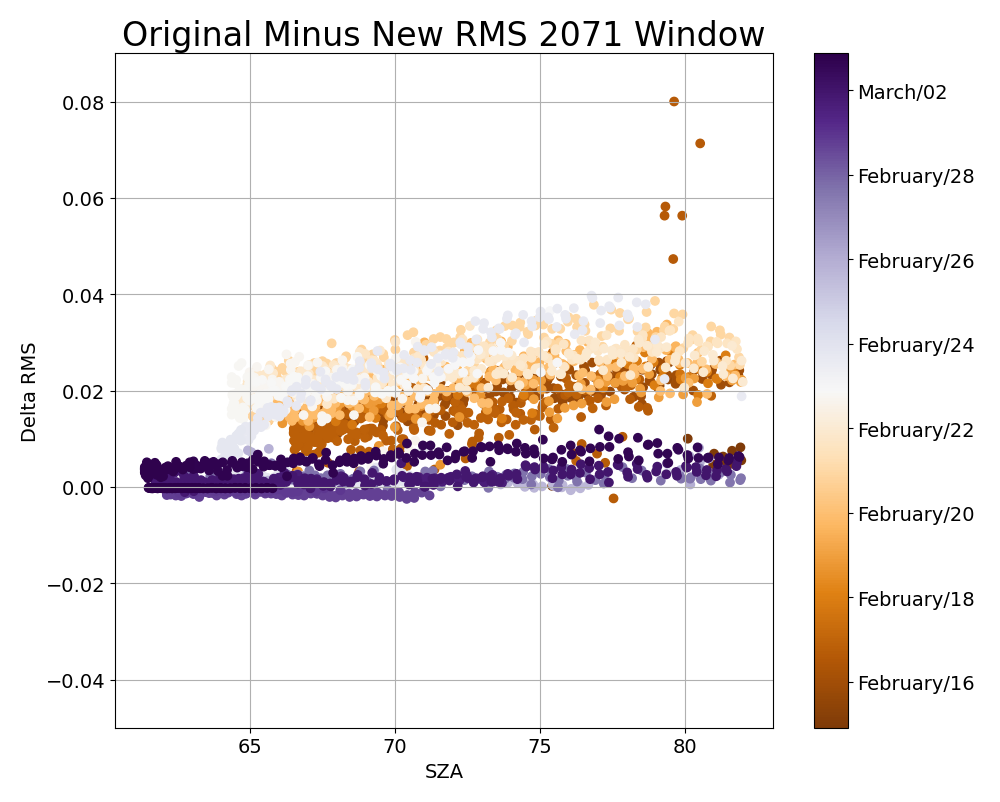 Original Minus New RMS 2071 Window
0.08
0.06
0.04
0.02
0.00
−0.02
−0.04
Delta RMS
65 70 75 80
SZA
March/02
February/28
February/26
February/24
February/22
February/20
February/18
February/16